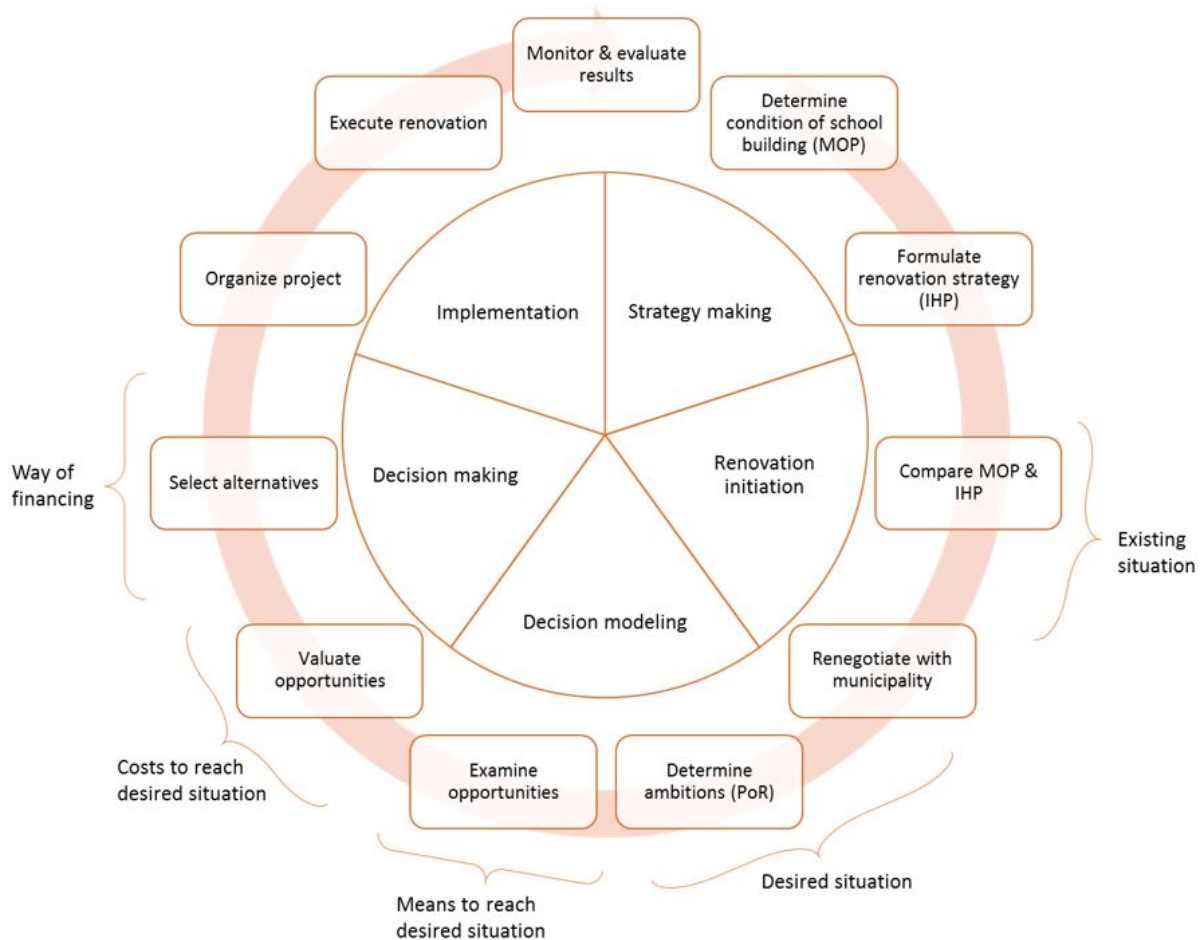 Monitor & evaluate
results
Determine
condition of school
building (MOP)
Formulate
renovation strategy
(IHP)
Compare MOP &
IHP
Existing
situation
Renegotiate with
municipality
Determine
ambitions (PoR)
Desired situation
Examine
opportunities
Means to reach
desired situation
Valuate
opportunities
Costs to reach
desired situation
Select alternatives
Way of
financing
Organize project
Execute renovation
Implementation
Strategy making
Renovation
initiation
Decision modeling
Decision making